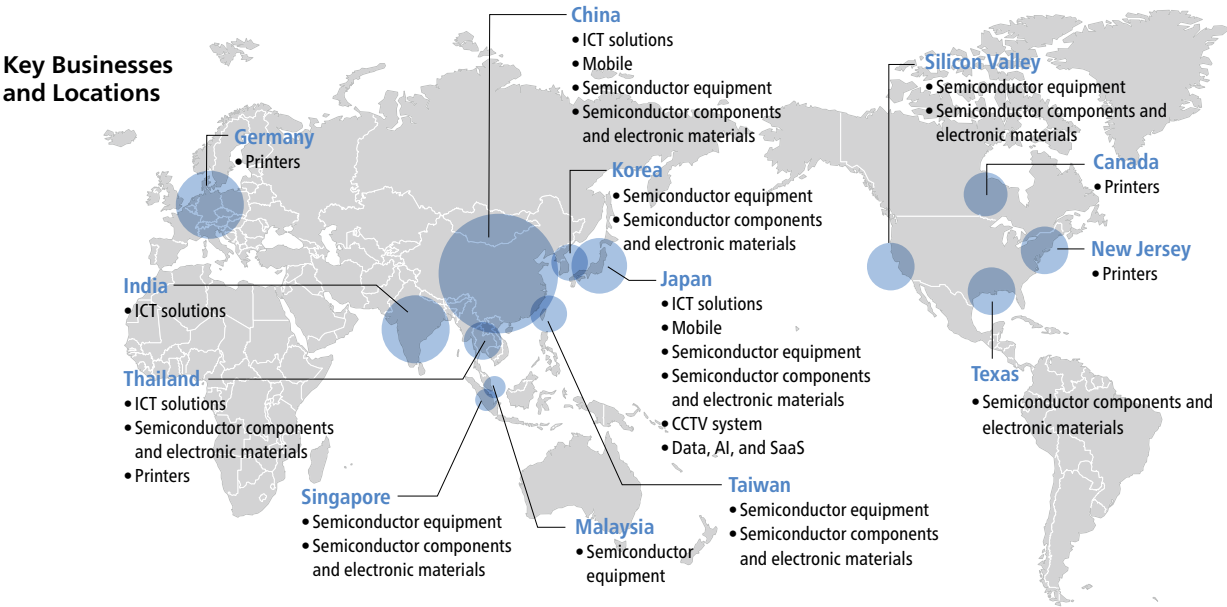 Key Businesses
and Locations
China
• ICT solutions
• Mobile
• Semiconductor equipment
• Semiconductor components
and electronic materials
Silicon Valley
• Semiconductor equipment
• Semiconductor components and
electronic materials
Germany
• Printers
Korea
• Semiconductor equipment
• Semiconductor components
and electronic materials
Canada
• Printers
New Jersey
• Printers
India
• ICT solutions
Japan
• ICT solutions
• Mobile
• Semiconductor equipment
• Semiconductor components
and electronic materials
• CCTV system
• Data, AI, and SaaS
Thailand
• ICT solutions
• Semiconductor components
and electronic materials
• Printers
Texas
• Semiconductor components and
electronic materials
Singapore
• Semiconductor equipment
• Semiconductor components
and electronic materials
Malaysia
• Semiconductor
equipment
Taiwan
• Semiconductor equipment
• Semiconductor components
and electronic materials